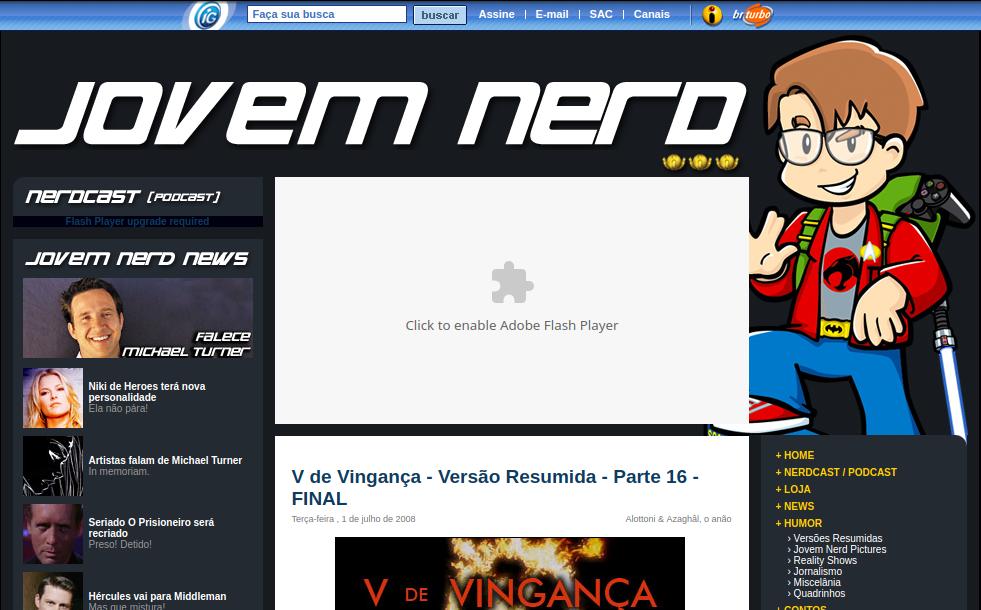 iG
Faça sua busca
buscar
Assine | E-mail | SAC | Canais
i
brturbo
JOVEM NERD
NERDCAST [PODCAST]
Flash Player upgrade required
JOVEM NERD NEWS
FALECE
MICHAEL TURNER
Niki de Heroes terá nova
personalidade
Ela não pára!
Artistas falam de Michael Turner
In memoriam.
Seriado O Prisioneiro será
recriado
Preso! Detido!
Hércules vai para Middleman
Mas que mistura!
Click to enable Adobe Flash Player
V de Vingança - Versão Resumida - Parte 16 -
FINAL
Terça-feira , 1 de julho de 2008
Alottoni & Azaghâl, o anão
V DE VINGANÇA
+ HOME
+ NERDCAST / PODCAST
+ LOJA
+ NEWS
+ HUMOR
› Versões Resumidas
› Jovem Nerd Pictures
› Reality Shows
› Jornalismo
› Miscelânia
› Quadrinhos
+ CONTOS